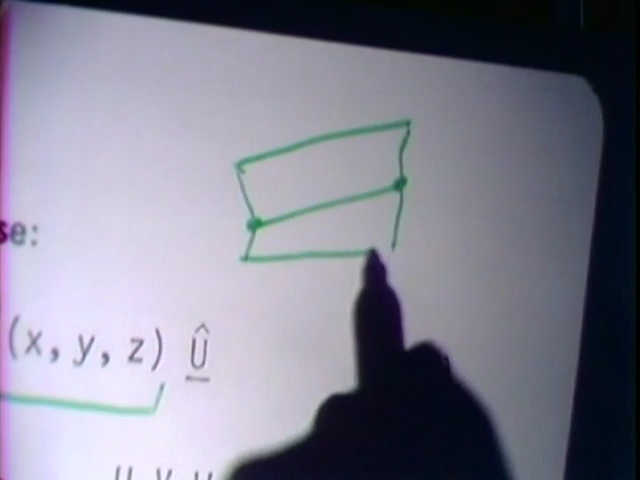 se:
(x, y, z) Û